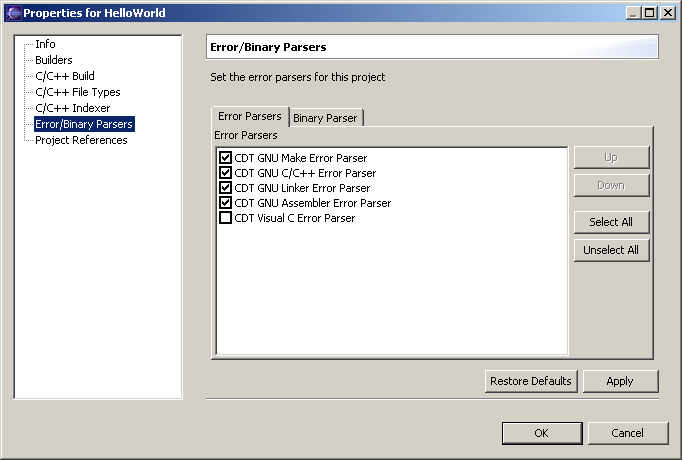 Properties for HelloWorld
Info
Builders
C/C++ Build
C/C++ File Types
C/C++ Indexer
Error/Binary Parsers
Project References
Error/Binary Parsers
Set the error parsers for this project
Error Parsers
Binary Parser
Error Parsers
CDT GNU Make Error Parser
CDT GNU C/C++ Error Parser
CDT GNU Linker Error Parser
CDT GNU Assembler Error Parser
CDT Visual C Error Parser
Up
Down
Select All
Unselect All
Restore Defaults
Apply
OK
Cancel